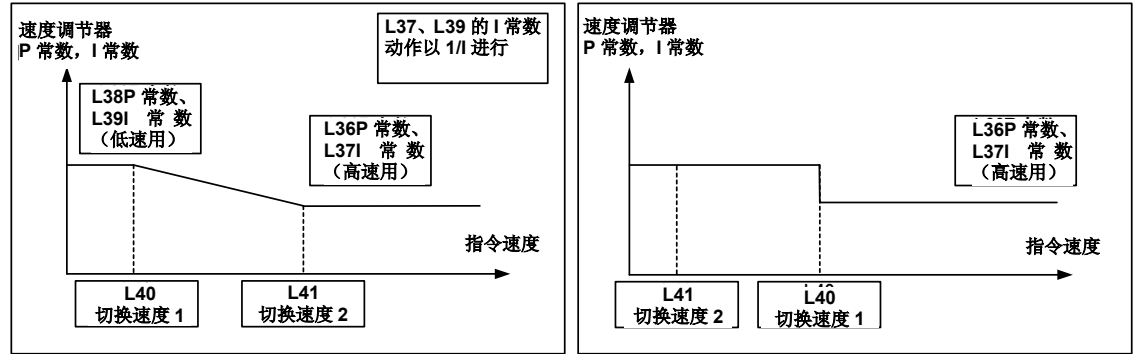 速度调节器
P 常数，I 常数
L37、L39 的 I 常数
动作以 1/I 进行
L38P 常数、
L39I 常 数
（低速用）
L36P 常数、
L37I 常 数
（高速用）
指令速度
L40
切换速度 1
L41
切换速度 2
速度调节器
P 常数，I 常数
L36P 常数、
L37I 常 数
（高速用）
指令速度
L41
切换速度 2
L40
切换速度 1